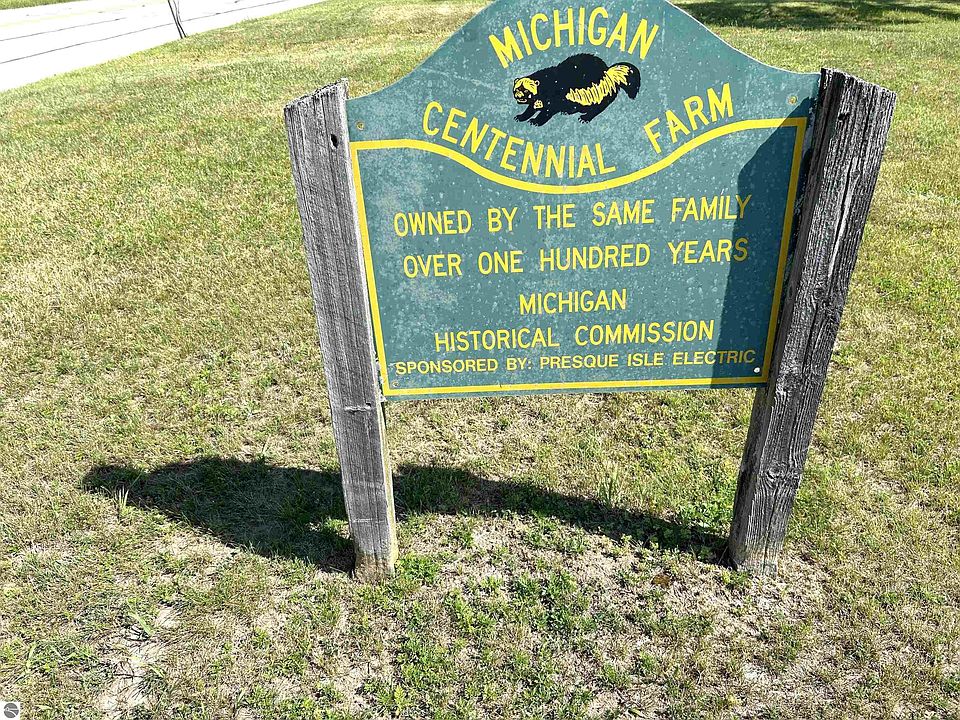 MICHIGAN
CENTENNIAL FARM
OWNED BY THE SAME FAMILY
OVER ONE HUNDRED YEARS
MICHIGAN
HISTORICAL COMMISSION
SPONSORED BY: PRESQUE ISLE ELECTRIC